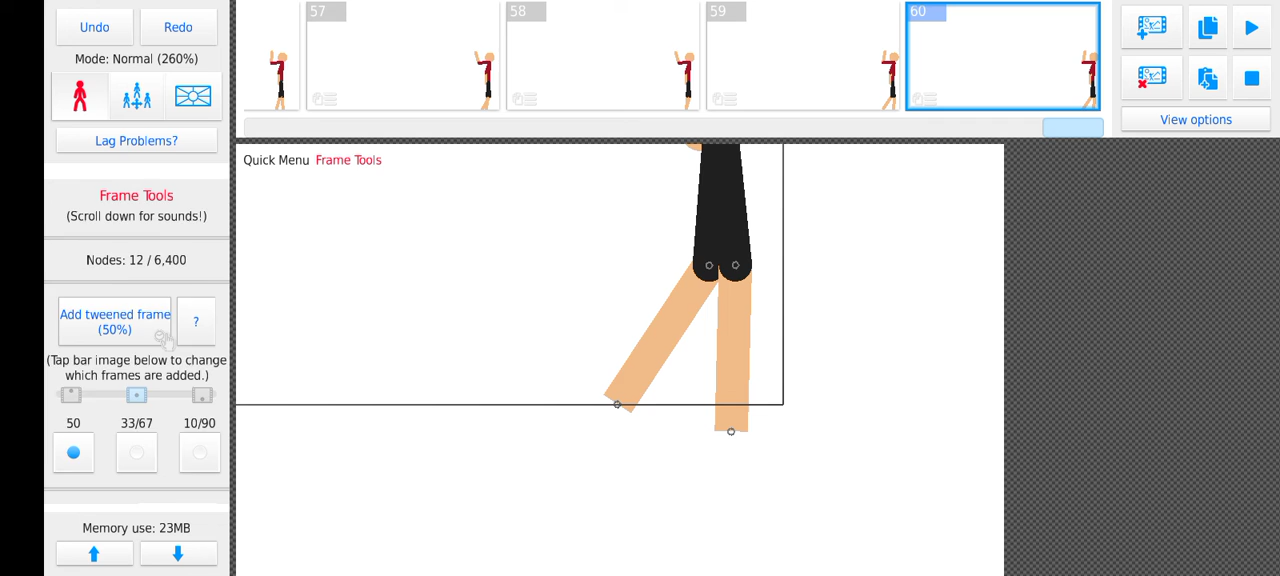 Undo
Redo
Mode: Normal (260%)
Lag Problems?
Frame Tools
(Scroll down for sounds!)
Nodes: 12 / 6,400
Add tweened frame
(50%)
?
(Tap bar image below to change
which frames are added.)
50
33/67
10/90
Memory use: 23MB
57
58
59
60
View options
Quick Menu Frame Tools